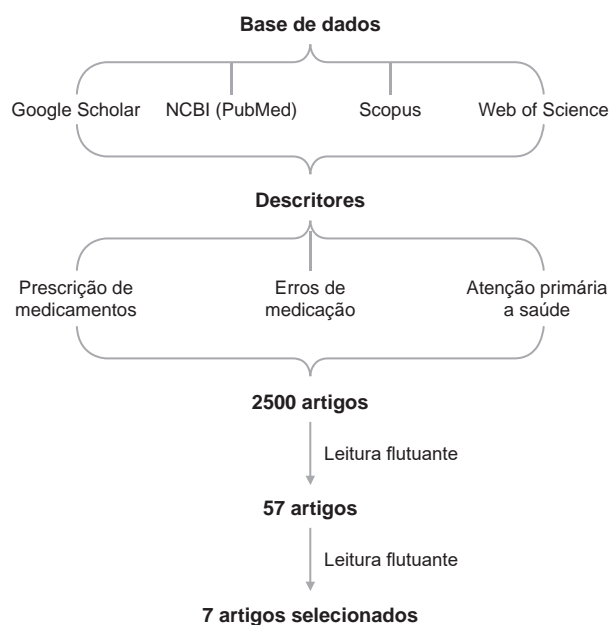 Base de dados
Google Scholar NCBI (PubMed) Scopus Web of Science
Descritores
Prescrição de Erros de Atenção primária
medicamentos medicação a saúde
2500 artigos
Leitura flutuante
57 artigos
Leitura flutuante
7 artigos selecionados